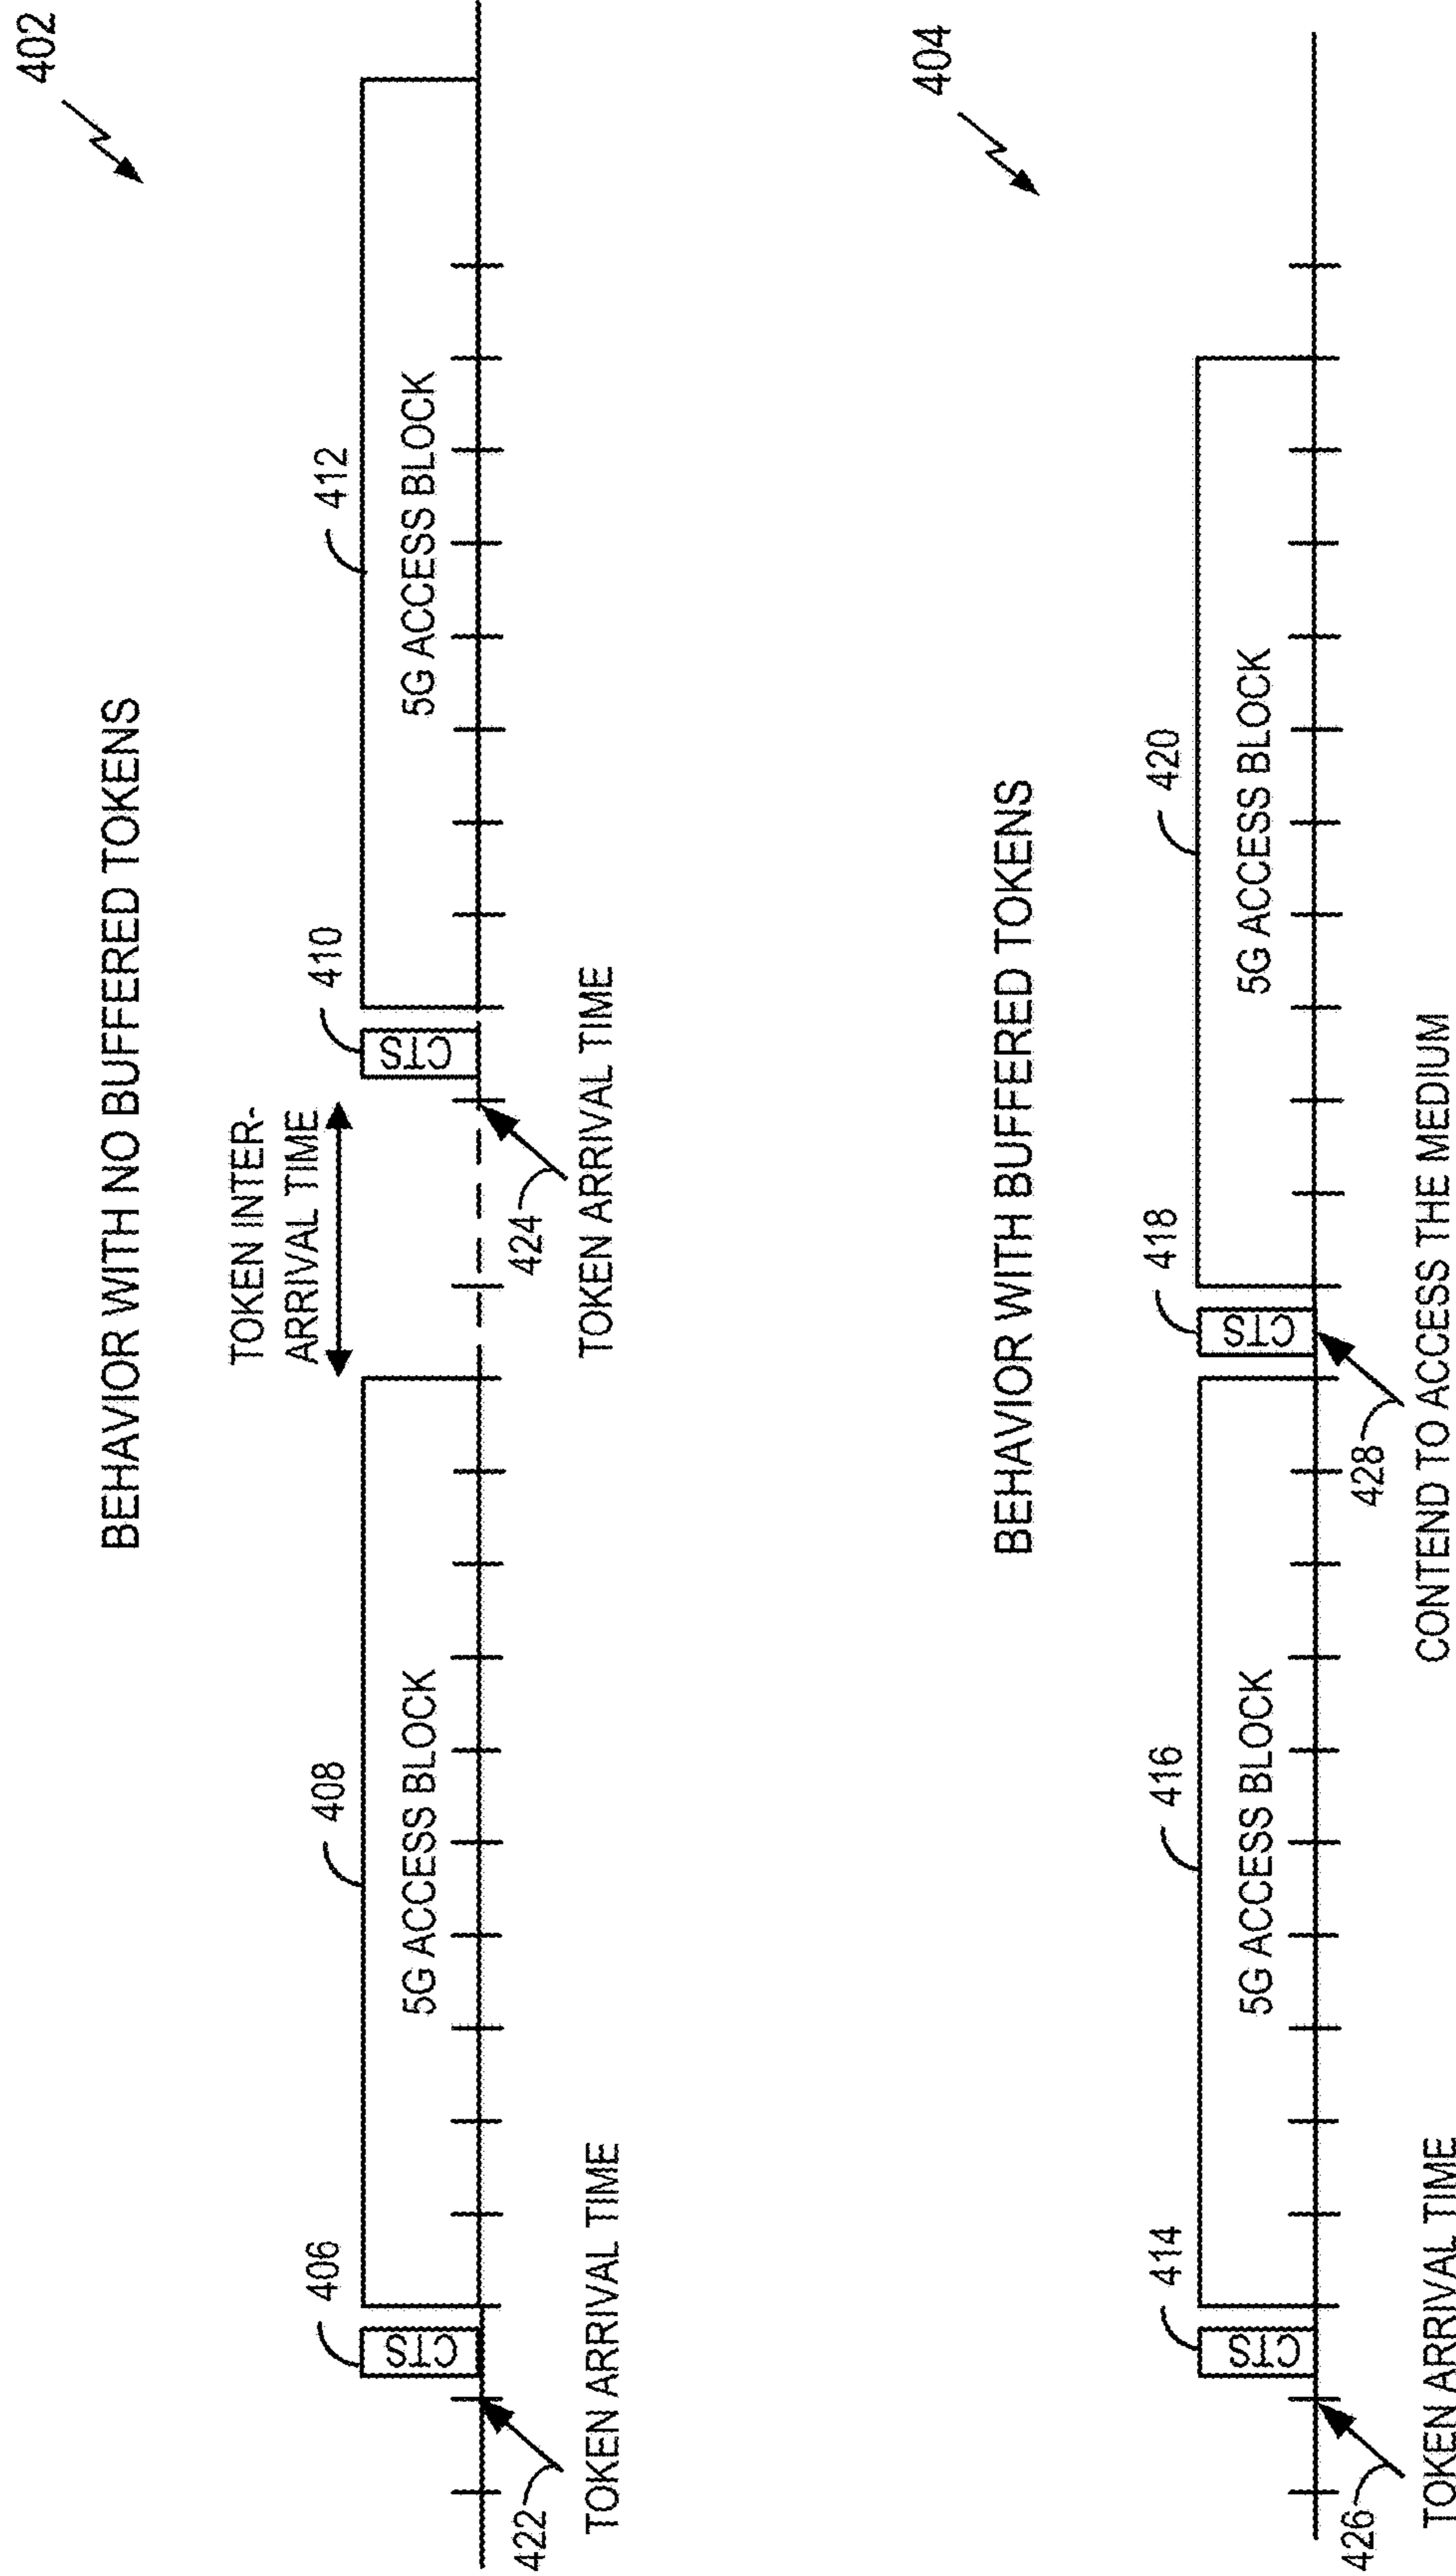 402
BEHAVIOR WITH NO BUFFERED TOKENS
TOKEN INTER-
ARRIVAL TIME
406
408
410
412
CTS
5G ACCESS BLOCK
CTS
5G ACCESS BLOCK
422
TOKEN ARRIVAL TIME
424
TOKEN ARRIVAL TIME
404
BEHAVIOR WITH BUFFERED TOKENS
414
416
418
420
CTS
5G ACCESS BLOCK
CTS
5G ACCESS BLOCK
426
TOKEN ARRIVAL TIME
428
CONTEND TO ACCESS THE MEDIUM